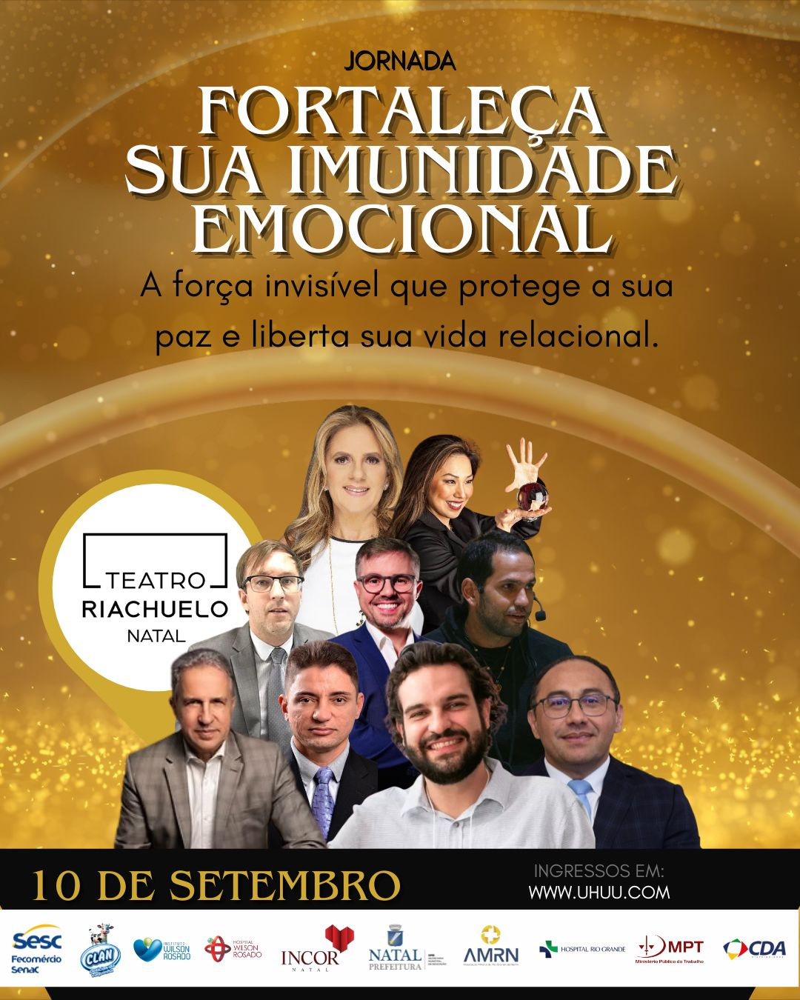 JORNADA
FORTALEÇA
SUA IMUNIDADE
EMOCIONAL
A força invisível que protege a sua
paz e liberta sua vida relacional.
TEATRO
RIACHUELO
NATAL
10 DE SETEMBRO
INGRESSOS EM:
WWW.UHUU.COM
Sesc
Fecomércio
Senac
CLAN
INSTITUTO
WILSON
ROSADO
HOSPITAL
WILSON
ROSADO
INCOR
NATAL
NATAL
PREFEITURA
AMRN
HOSPITAL RIO GRANDE
MPT
Ministério Público do Trabalho
CDA